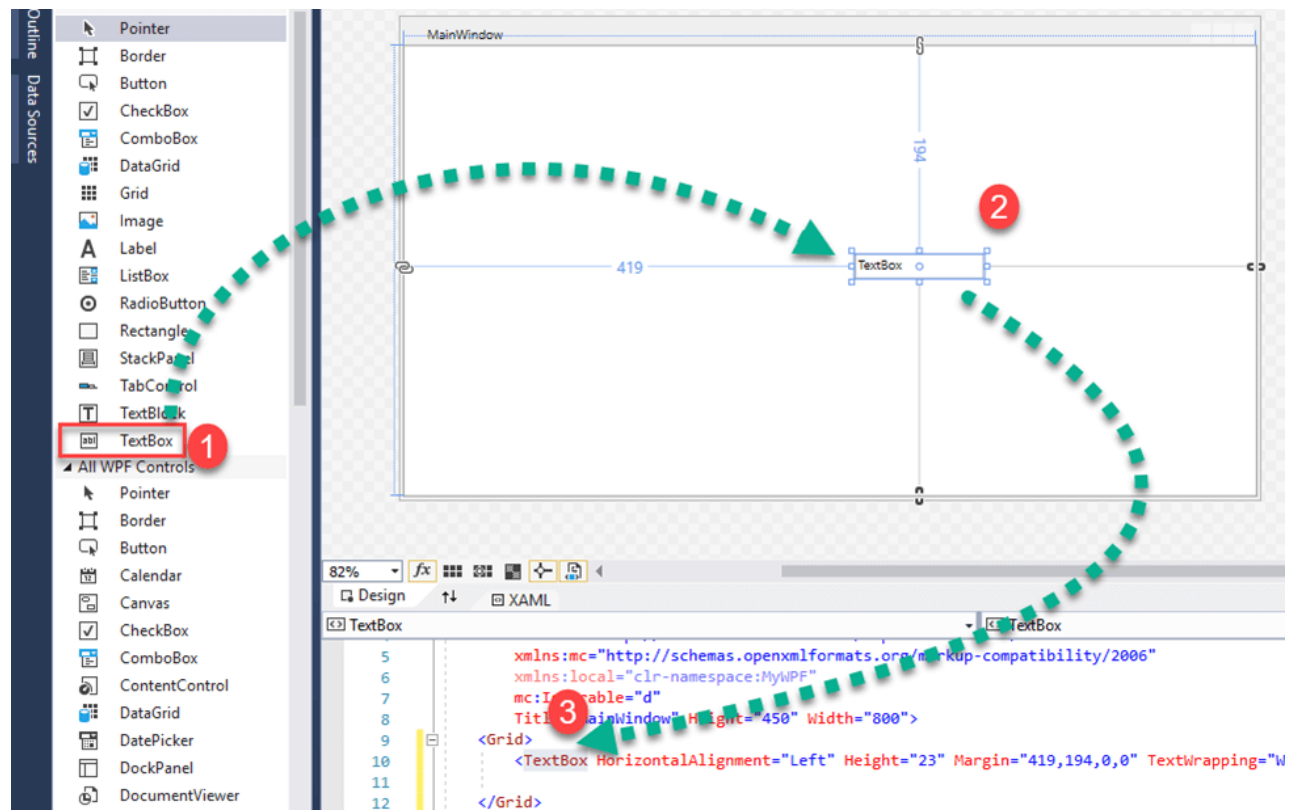 Outline
Data Sources
Pointer
Border
Button
CheckBox
ComboBox
DataGrid
Grid
Image
Label
ListBox
RadioButton
Rectangle
StackPanel
TabControl
TextBlock
TextBox
1
All WPF Controls
Pointer
Border
Button
Calendar
Canvas
CheckBox
ComboBox
ContentControl
DataGrid
DatePicker
DockPanel
DocumentViewer
MainWindow
194
2
419
TextBox
82%
fx
Design
XAML
TextBox
TextBox
5 xmlns:mc="http://schemas.openxmlformats.org/markup-compatibility/2006"
6 xmlns:local="clr-namespace:MyWPF"
7 mc:Ignorable="d"
8 Title="MainWindow" Height="450" Width="800">
3
9 <Grid>
10 <TextBox HorizontalAlignment="Left" Height="23" Margin="419,194,0,0" TextWrapping="W
11
12 </Grid>